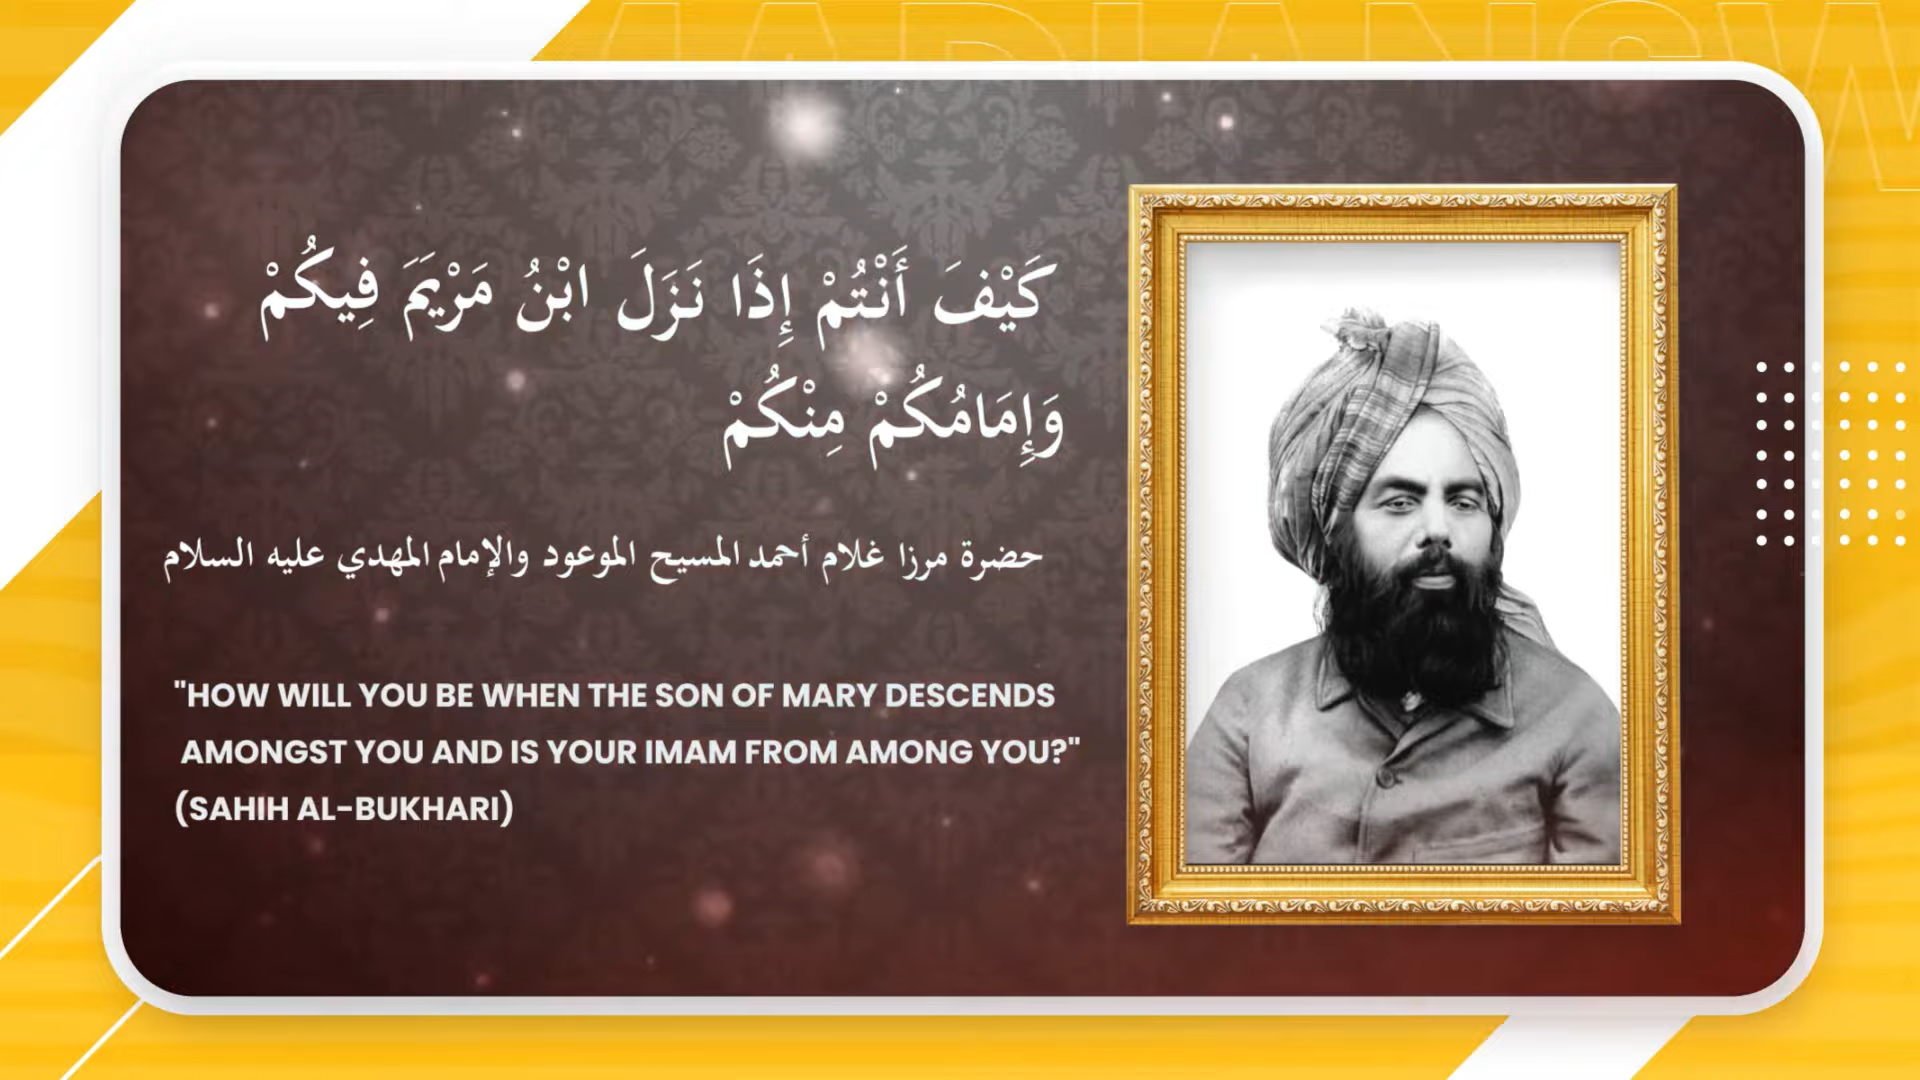 كَيْفَ أَنْتُمْ إِذَا نَزَلَ ابْنُ مَرْيَمَ فِيكُمْ
وَإِمَامُكُمْ مِنْكُمْ
حضرة مرزا غلام أحمد المسيح الموعود والإمام المهدي عليه السلام
"HOW WILL YOU BE WHEN THE SON OF MARY DESCENDS
AMONGST YOU AND IS YOUR IMAM FROM AMONG YOU?"
(SAHIH AL-BUKHARI)